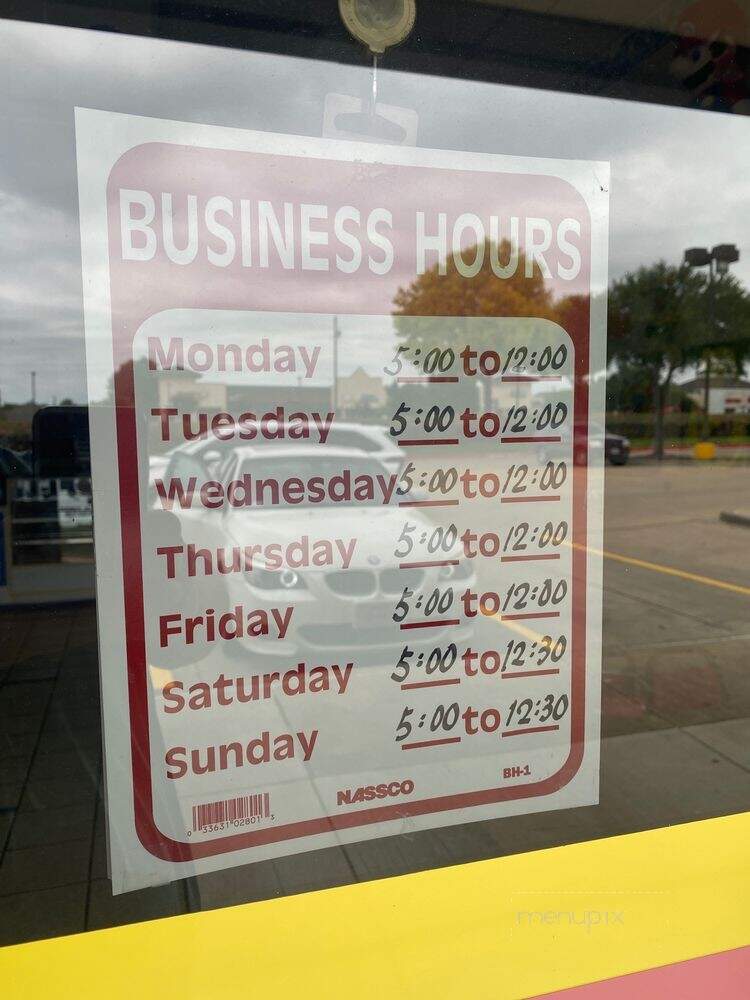 BUSINESS HOURS
Monday 5:00 to 12:00
Tuesday 5:00 to 12:00
Wednesday 5:00 to 12:00
Thursday 5:00 to 12:00
Friday 5:00 to 12:00
Saturday 5:00 to 12:30
Sunday 5:00 to 12:30
NASSCO BH-1
0 33631 02801 3
menupix